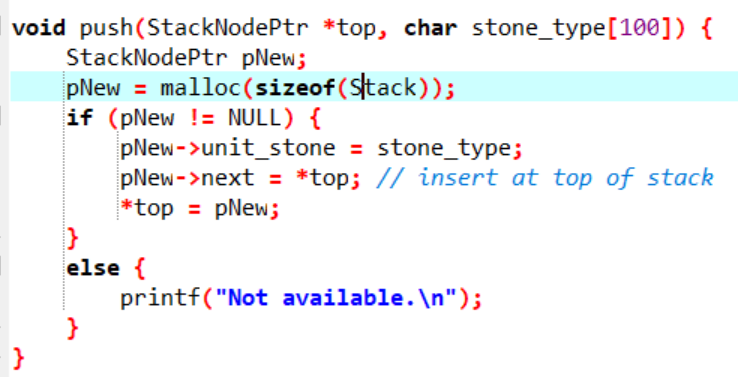 void push(StackNodePtr *top, char stone_type[100]) {
StackNodePtr pNew;
pNew = malloc(sizeof(Stack));
if (pNew != NULL) {
pNew->unit_stone = stone_type;
pNew->next = *top; // insert at top of stack
*top = pNew;
}
else {
printf("Not available.\n");
}
}